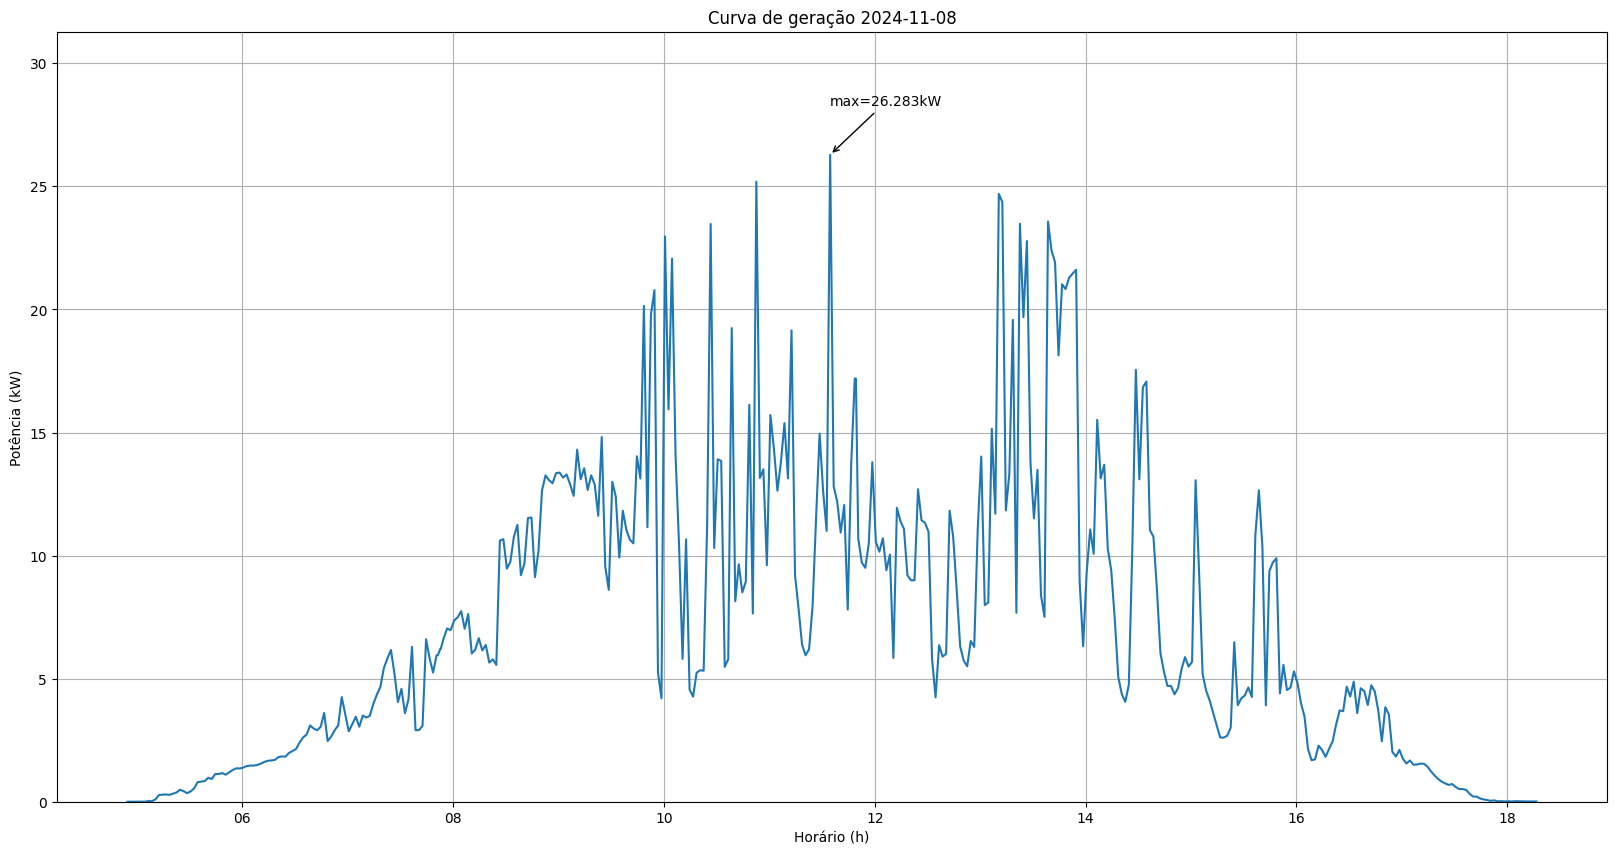 Curva de geração 2024-11-08
30
max=26.283kW
25
20
15
10
5
0
Potência (kW)
06 08 10 12 14 16 18
Horário (h)